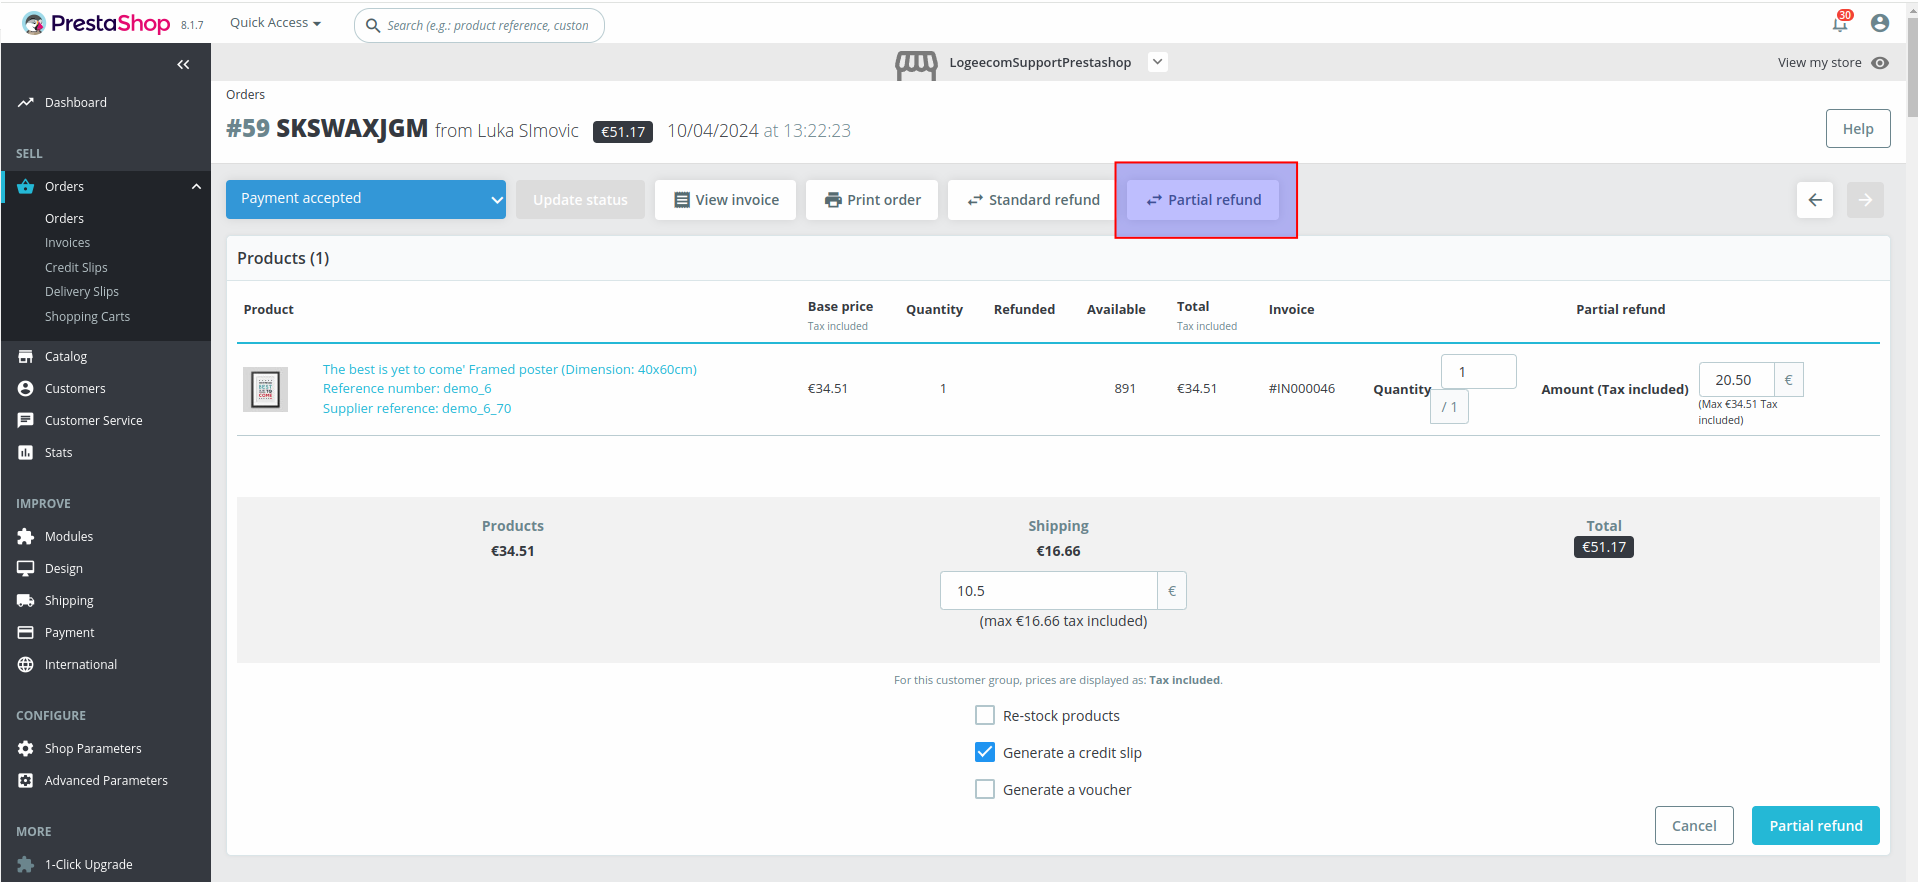 PrestaShop 8.1.7
Quick Access
Search (e.g.: product reference, custon
30
LogeecomSupportPrestashop
View my store
Dashboard
SELL
Orders
Orders
Invoices
Credit Slips
Delivery Slips
Shopping Carts
Catalog
Customers
Customer Service
Stats
IMPROVE
Modules
Design
Shipping
Payment
International
CONFIGURE
Shop Parameters
Advanced Parameters
MORE
1-Click Upgrade
Orders
#59 SKSWAXJGM from Luka SImovic €51.17 10/04/2024 at 13:22:23
Help
Payment accepted
Update status
View invoice
Print order
Standard refund
Partial refund
Products (1)
Product
Base price
Tax included
Quantity
Refunded
Available
Total
Tax included
Invoice
Partial refund
The best is yet to come' Framed poster (Dimension: 40x60cm)
Reference number: demo_6
Supplier reference: demo_6_70
€34.51
1
891
€34.51
#IN000046
Quantity
1
/ 1
Amount (Tax included)
20.50 €
(Max €34.51 Tax
included)
Products
€34.51
Shipping
€16.66
10.5 €
(max €16.66 tax included)
Total
€51.17
For this customer group, prices are displayed as: Tax included.
Re-stock products
Generate a credit slip
Generate a voucher
Cancel
Partial refund